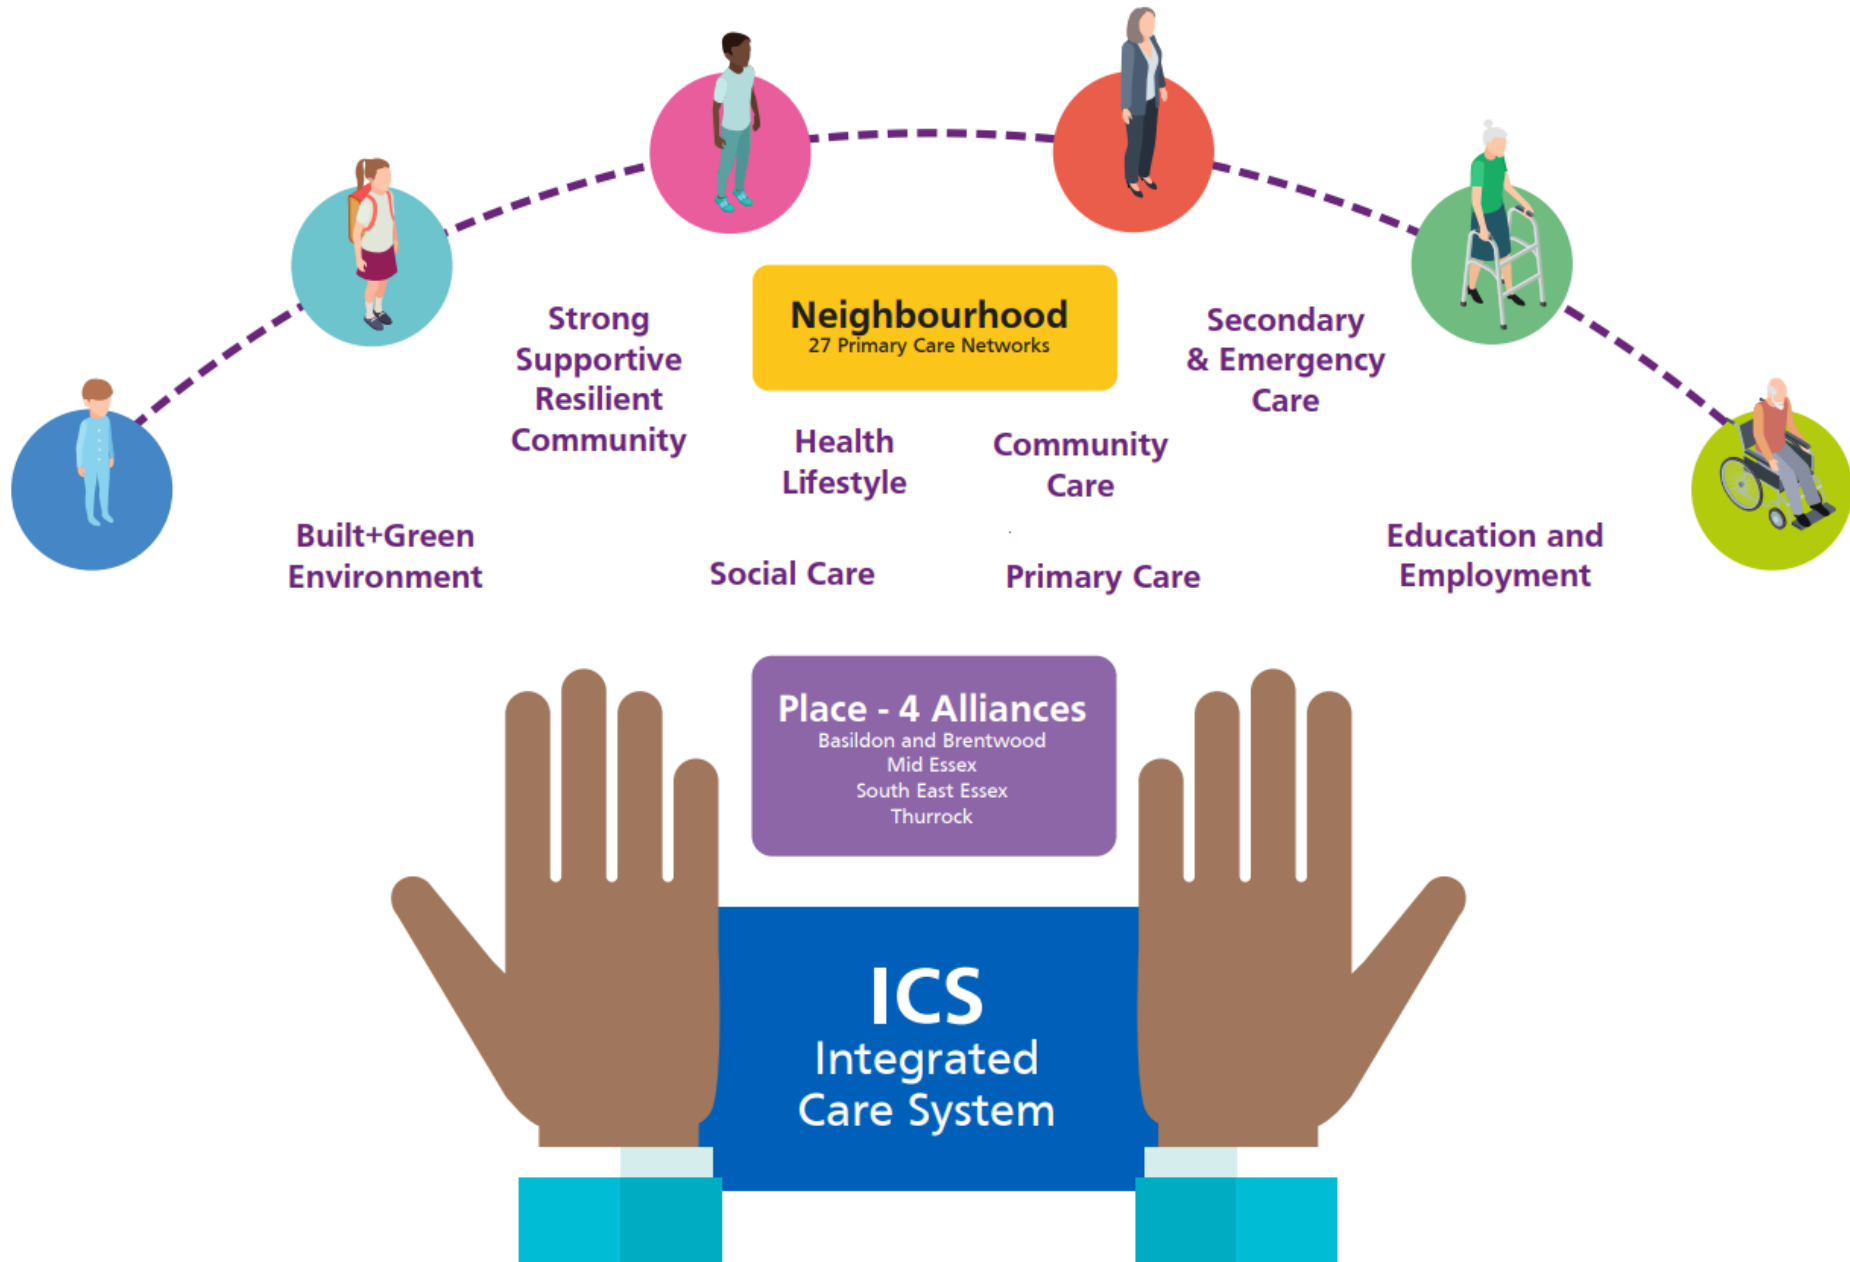 Neighbourhood
27 Primary Care Networks
Strong
Supportive
Resilient
Community
Secondary
& Emergency
Care
Health
Lifestyle
Community
Care
Built+Green
Environment
Social Care
Primary Care
Education and
Employment
Place - 4 Alliances
Basildon and Brentwood
Mid Essex
South East Essex
Thurrock
ICS
Integrated
Care System